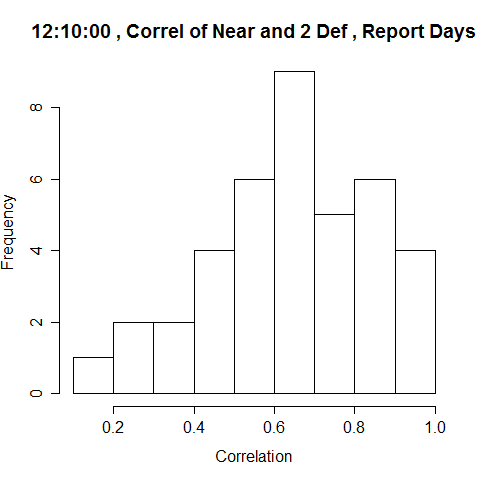 12:10:00 , Correl of Near and 2 Def , Report Days
Frequency
8
6
4
2
0
0.2 0.4 0.6 0.8 1.0
Correlation